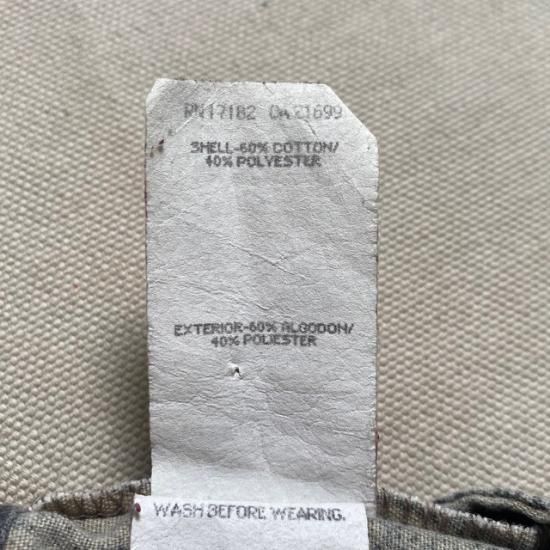 RN17182 CA21699
SHELL-60% COTTON/
40% POLYESTER
EXTERIOR-60% ALGODON/
40% POLIESTER
WASH BEFORE WEARING.